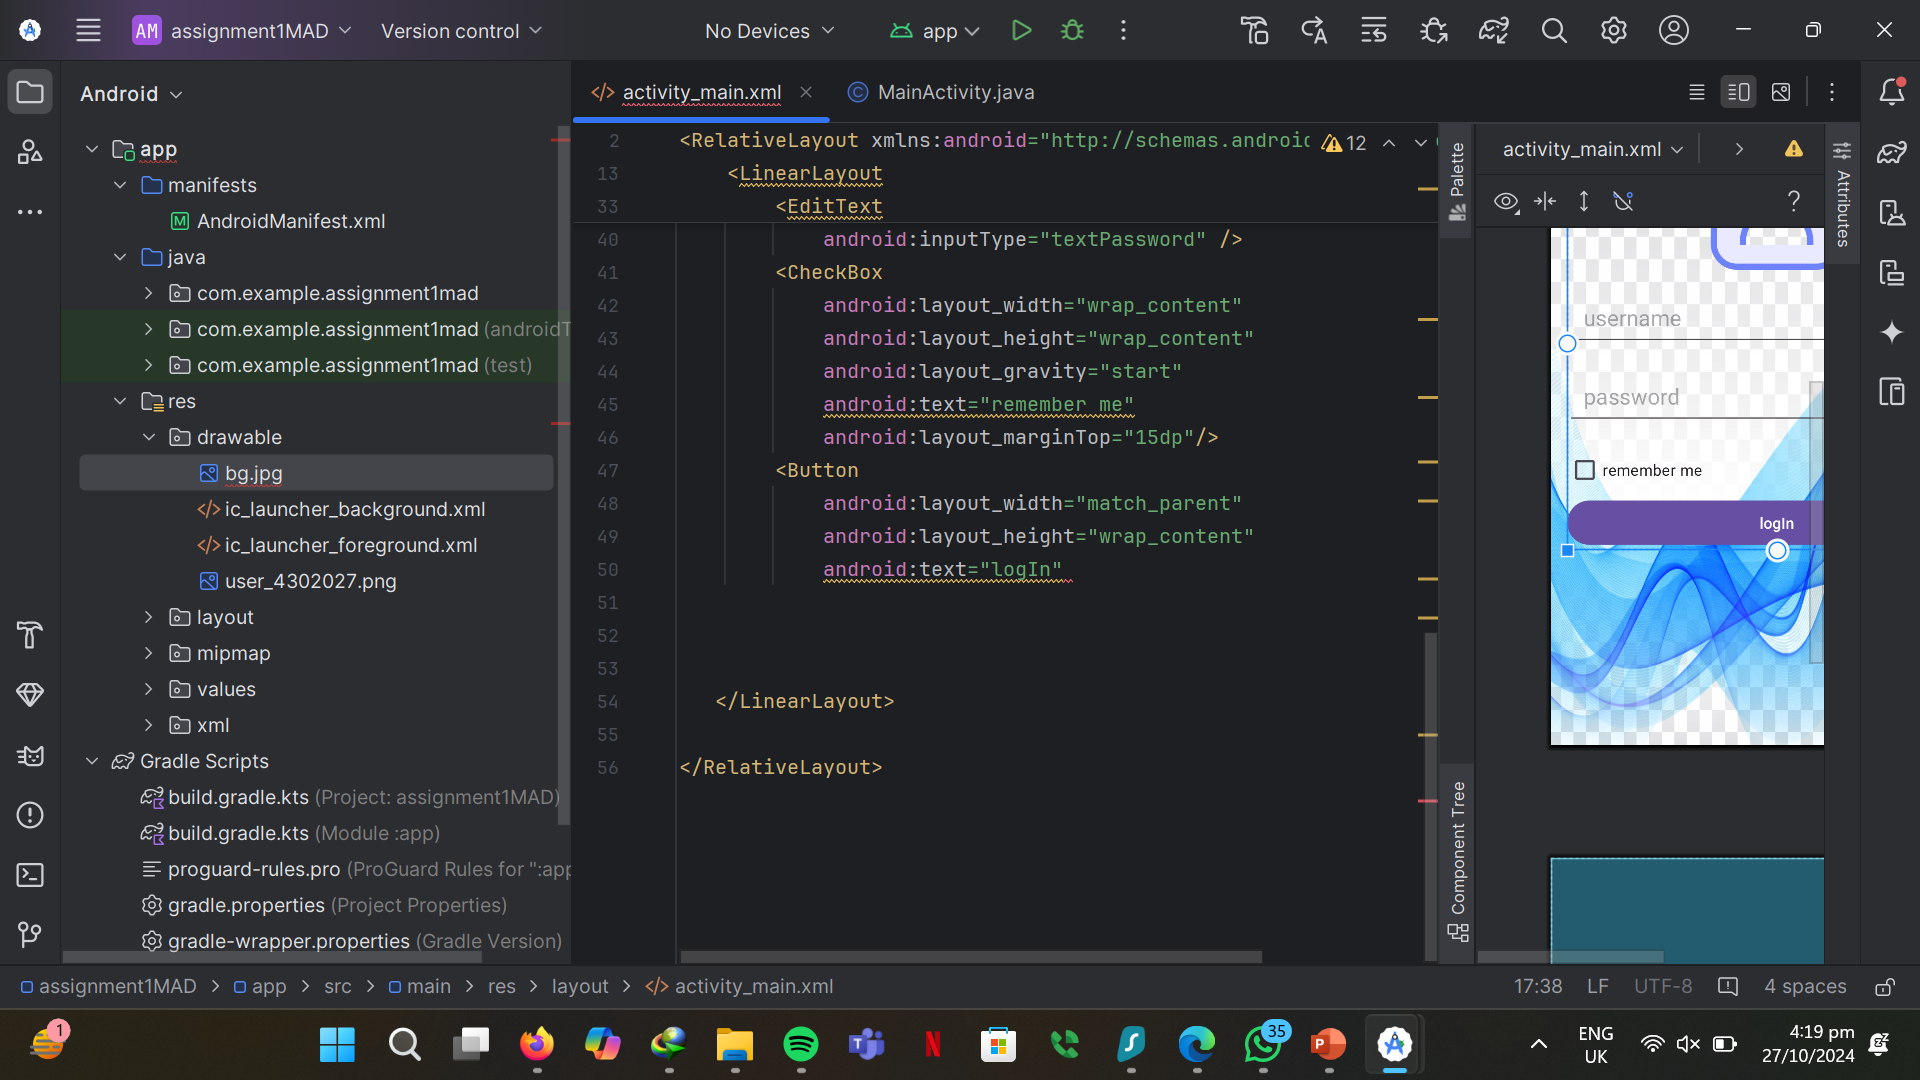 AM assignment1MAD Version control No Devices app
Android
app
manifests
AndroidManifest.xml
java
com.example.assignment1mad
com.example.assignment1mad (androidT
com.example.assignment1mad (test)
res
drawable
bg.jpg
ic_launcher_background.xml
ic_launcher_foreground.xml
user_4302027.png
layout
mipmap
values
xml
Gradle Scripts
build.gradle.kts (Project: assignment1MAD)
build.gradle.kts (Module :app)
proguard-rules.pro (ProGuard Rules for ":app
gradle.properties (Project Properties)
gradle-wrapper.properties (Gradle Version)
activity_main.xml MainActivity.java
2 <RelativeLayout xmlns:android="http://schemas.android 12
13 <LinearLayout
33 <EditText
40 android:inputType="textPassword" />
41 <CheckBox
42 android:layout_width="wrap_content"
43 android:layout_height="wrap_content"
44 android:layout_gravity="start"
45 android:text="remember me"
46 android:layout_marginTop="15dp"/>
47 <Button
48 android:layout_width="match_parent"
49 android:layout_height="wrap_content"
50 android:text="logIn"
51
52
53
54 </LinearLayout>
55
56 </RelativeLayout>
Palette
Component Tree
activity_main.xml
?
Attributes
username
password
remember me
logIn
assignment1MAD > app > src > main > res > layout > activity_main.xml
17:38 LF UTF-8 4 spaces
1
35
ENG
UK
4:19 pm
27/10/2024